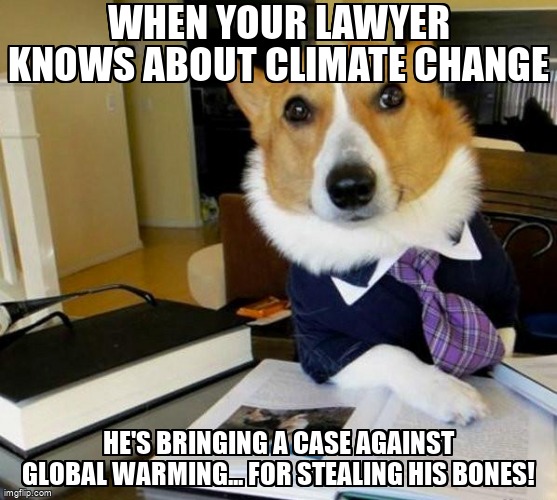 WHEN YOUR LAWYER
KNOWS ABOUT CLIMATE CHANGE
HE'S BRINGING A CASE AGAINST
GLOBAL WARMING... FOR STEALING HIS BONES!
imgflip.com